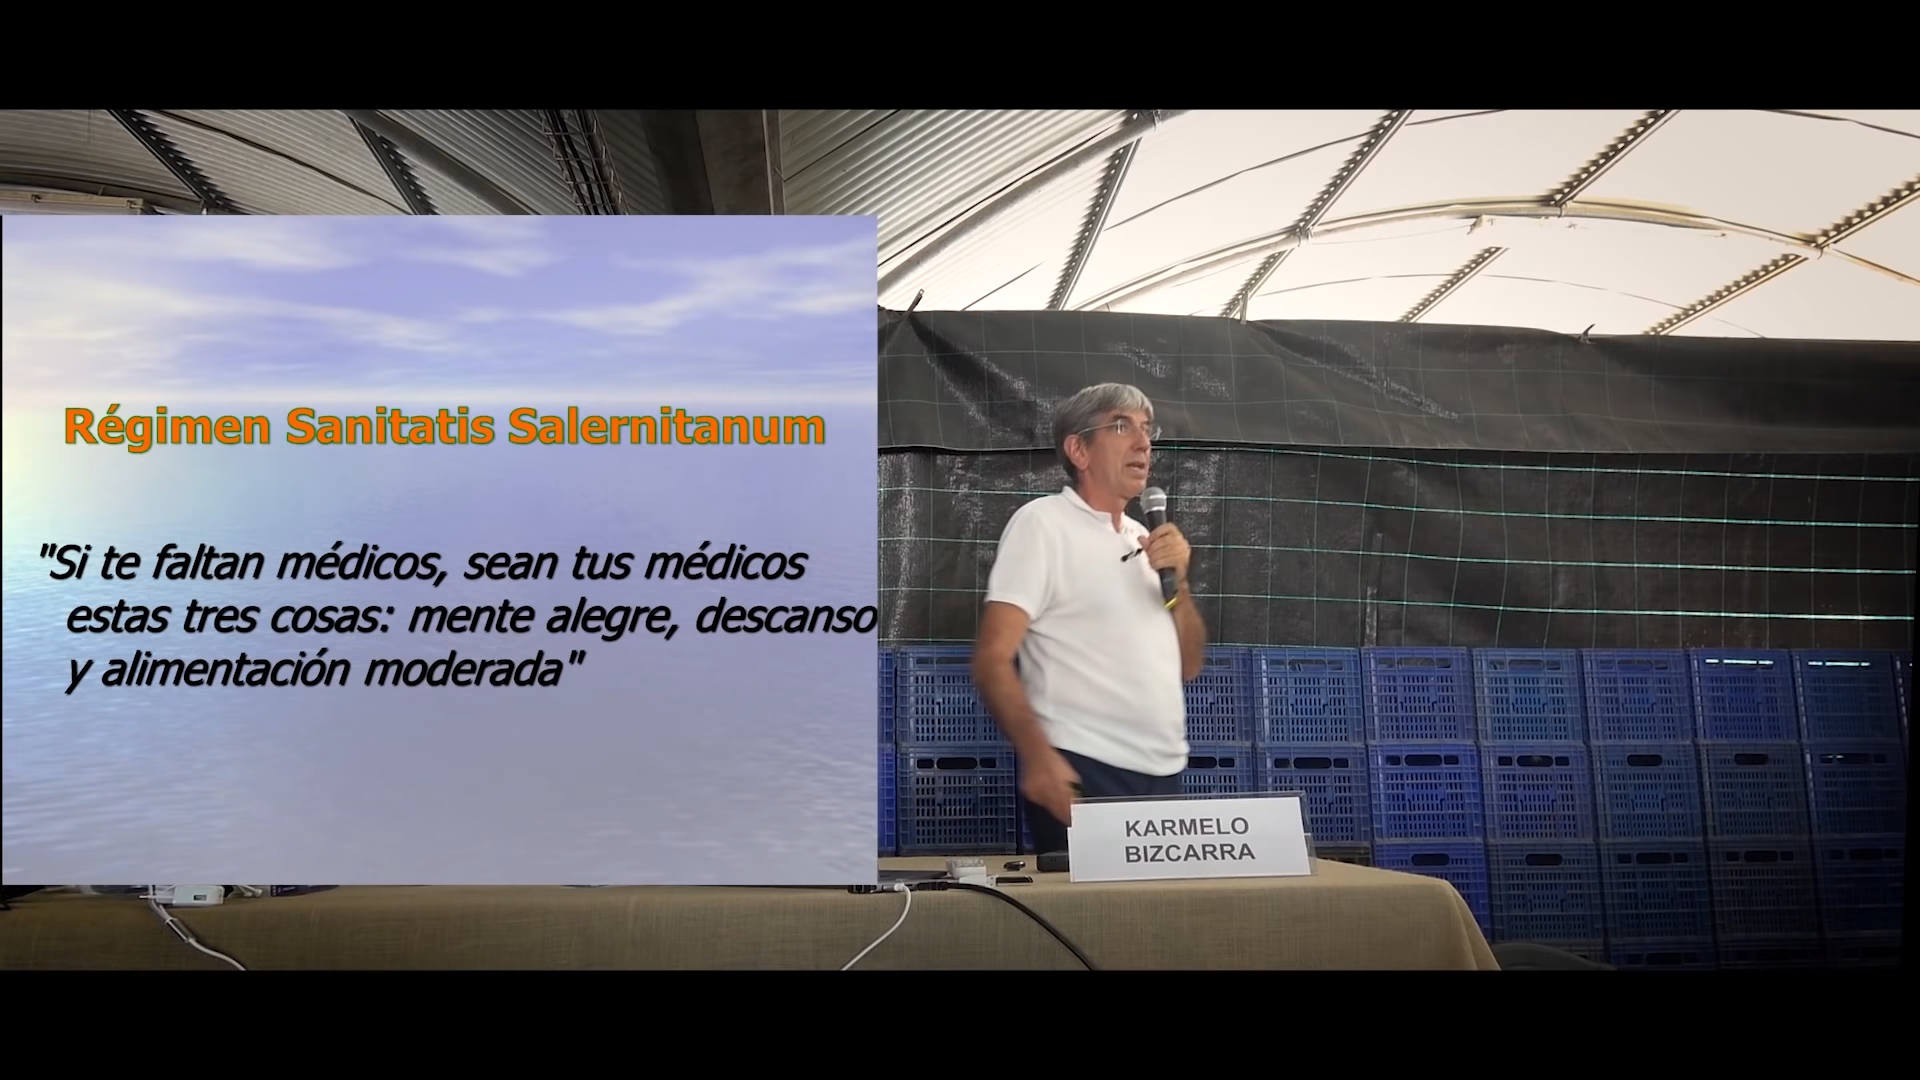 Régimen Sanitatis Salernitanum
"Si te faltan médicos, sean tus médicos
estas tres cosas: mente alegre, descanso
y alimentación moderada"
KARMELO
BIZCARRA